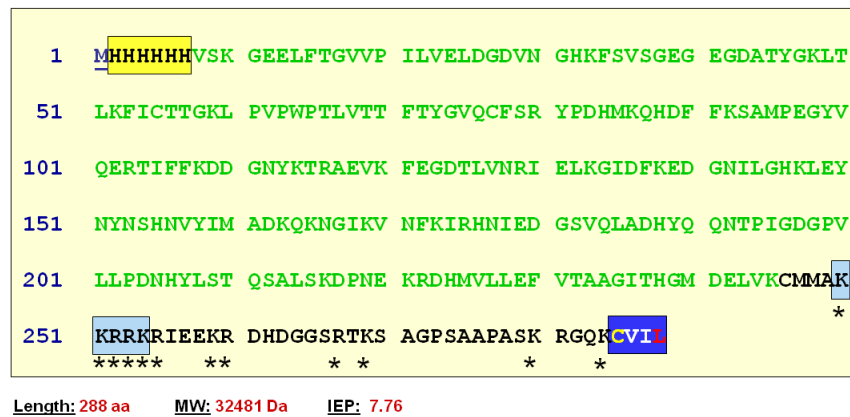 1 MHHHHHHVSK GEELFTGVVP ILVELDGDVN GHKFSVSGEG EGDATYGKLT
51 LKFICTTGKL PVPWPTLVTT FTYGVQCFSR YPDHMKQHDF FKSAMPEGYV
101 QERTIFFKDD GNYKTRAEVK FEGDTLVNRI ELKGIDFKED GNILGHKLEY
151 NYNSHNVYIM ADKQKNGIKV NFKIRHNIED GSVQLADHYQ QNTPIGDGPV
201 LLPDNHYLST QSALSKDPNE KRDHMVLLEF VTAAGITHGM DELVKCMMAK
*
251 KRRKRIEEKR DHDGGSRTKS AGPSAAPASK RGQKCVIL
***** ** * * * *
Length: 288 aa MW: 32481 Da IEP: 7.76